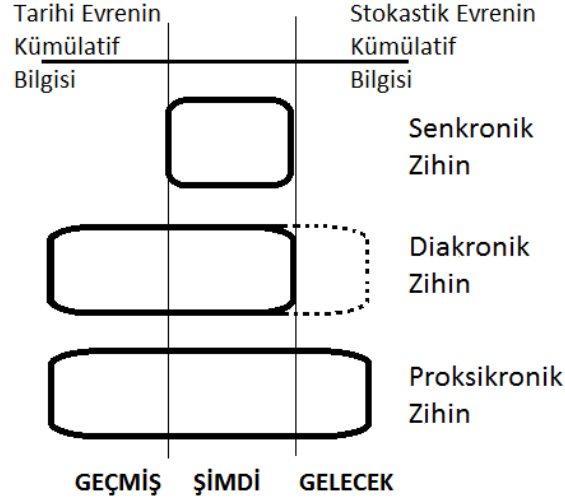 Tarihi Evrenin
Kümülatif
Bilgisi
Stokastik Evrenin
Kümülatif
Bilgisi
Senkronik
Zihin
Diakronik
Zihin
Proksikronik
Zihin
GEÇMİŞ ŞİMDİ GELECEK